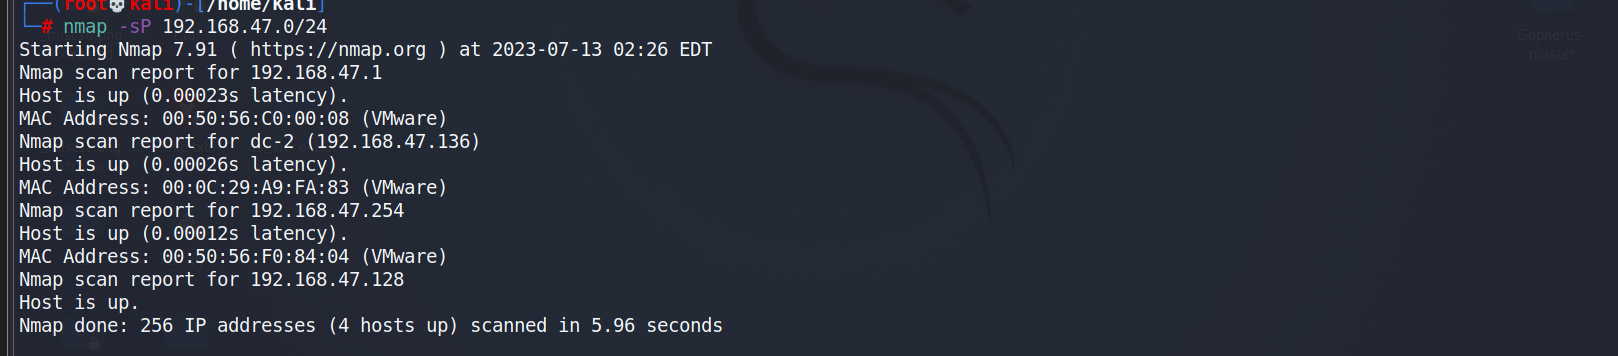 ┌──(root💀kali)-[/home/kali]
└─# nmap -sP 192.168.47.0/24
Starting Nmap 7.91 ( https://nmap.org ) at 2023-07-13 02:26 EDT
Nmap scan report for 192.168.47.1
Host is up (0.00023s latency).
MAC Address: 00:50:56:C0:00:08 (VMware)
Nmap scan report for dc-2 (192.168.47.136)
Host is up (0.00026s latency).
MAC Address: 00:0C:29:A9:FA:83 (VMware)
Nmap scan report for 192.168.47.254
Host is up (0.00012s latency).
MAC Address: 00:50:56:F0:84:04 (VMware)
Nmap scan report for 192.168.47.128
Host is up.
Nmap done: 256 IP addresses (4 hosts up) scanned in 5.96 seconds
Gopherus-
master